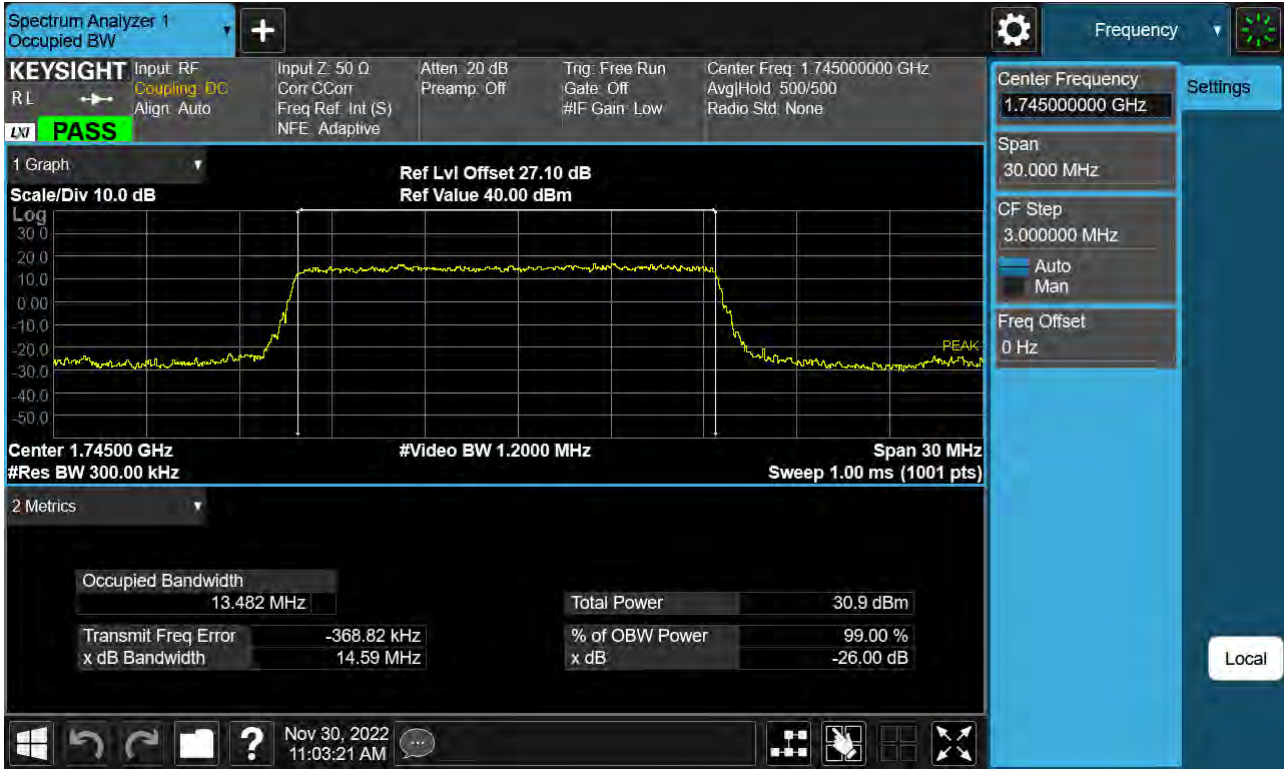 Spectrum Analyzer 1
Occupied BW
+
Frequency
KEYSIGHT
RL
LXI PASS
Input: RF
Coupling: DC
Align: Auto
Input Z: 50 Ω
Corr CCorr
Freq Ref: Int (S)
NFE: Adaptive
Atten: 20 dB
Preamp: Off
Trig: Free Run
Gate: Off
#IF Gain: Low
Center Freq: 1.745000000 GHz
Avg|Hold: 500/500
Radio Std: None
1 Graph
Scale/Div 10.0 dB
Ref Lvl Offset 27.10 dB
Ref Value 40.00 dBm
Log
30.0
20.0
10.0
0.00
-10.0
-20.0
-30.0
-40.0
-50.0
PEAK
Center 1.74500 GHz
#Res BW 300.00 kHz
#Video BW 1.2000 MHz
Span 30 MHz
Sweep 1.00 ms (1001 pts)
2 Metrics
Occupied Bandwidth
13.482 MHz
Transmit Freq Error -368.82 kHz
x dB Bandwidth 14.59 MHz
Total Power 30.9 dBm
% of OBW Power 99.00 %
x dB -26.00 dB
Center Frequency
1.745000000 GHz
Span
30.000 MHz
CF Step
3.000000 MHz
Auto
Man
Freq Offset
0 Hz
Settings
Local
?
Nov 30, 2022
11:03:21 AM